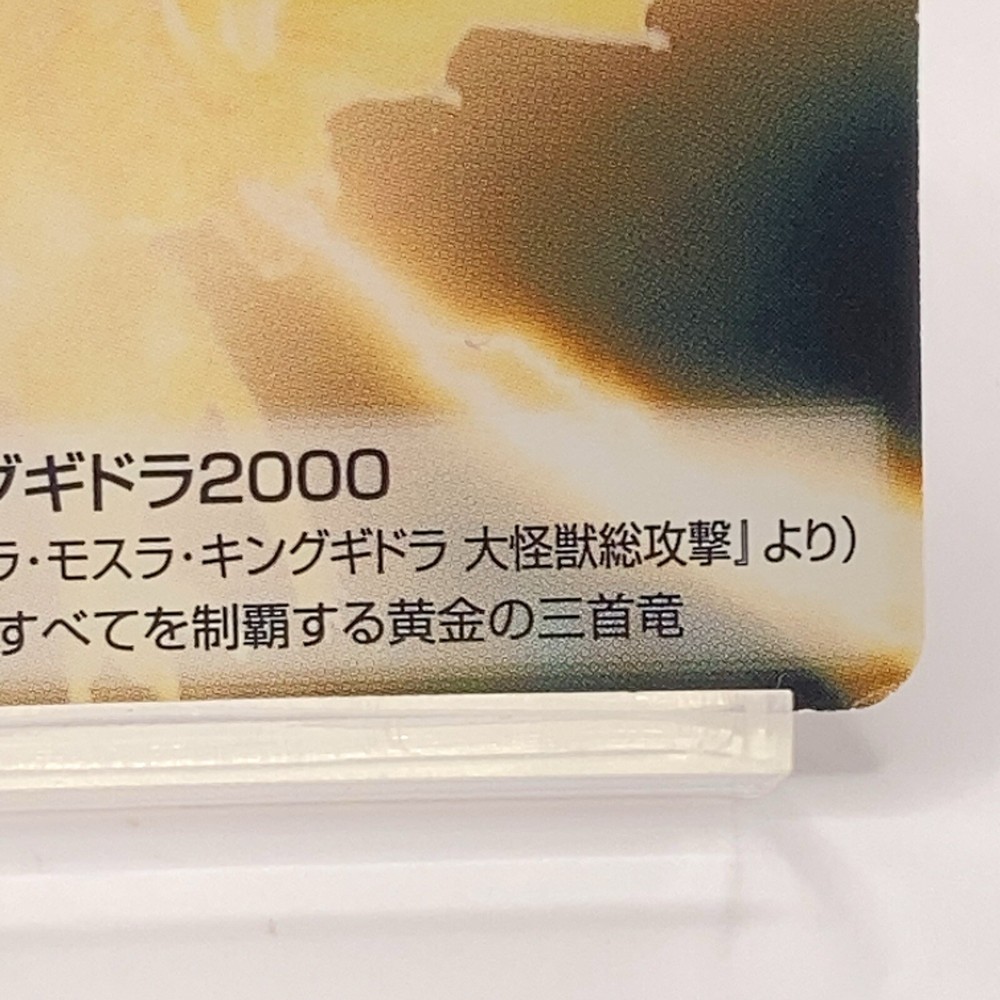 グギドラ2000
ラ・モスラ・キングギドラ 大怪獣総攻撃』より）
すべてを制覇する黄金の三首竜